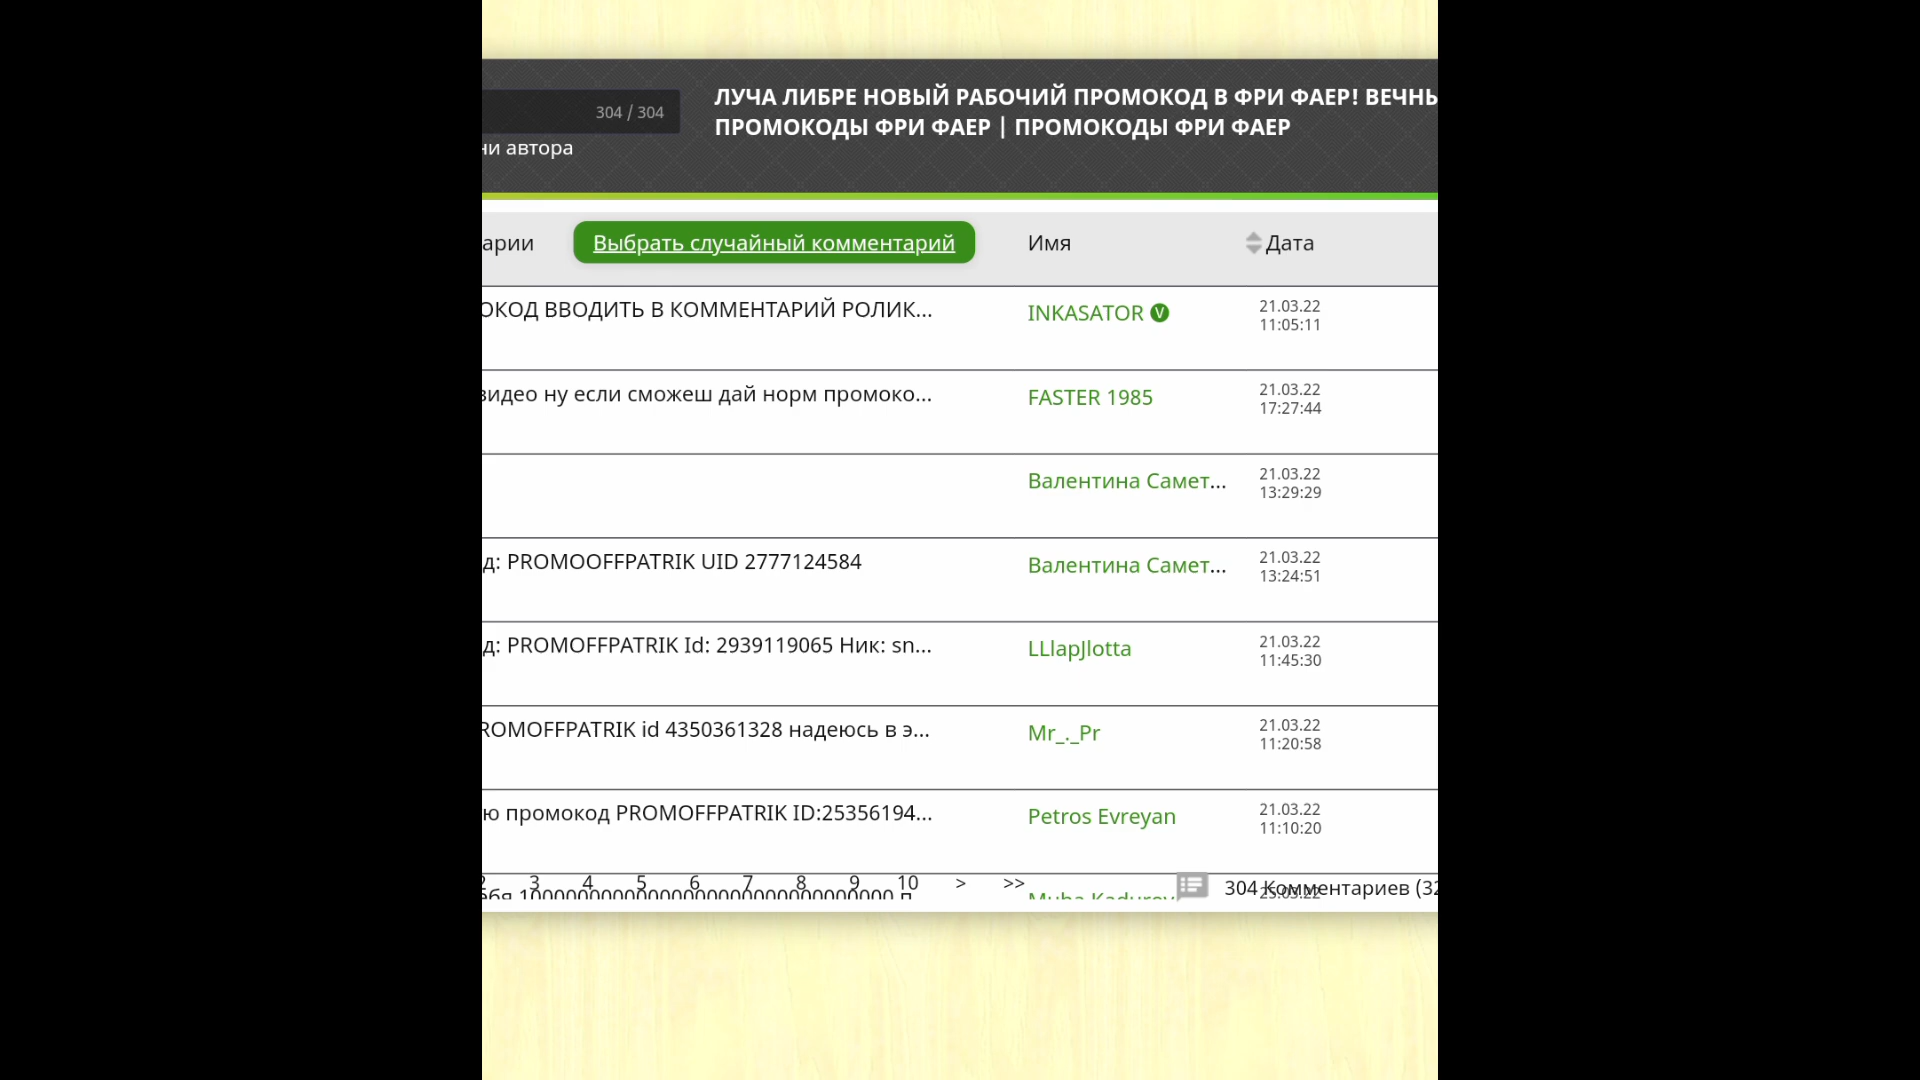 304 / 304
ЛУЧА ЛИБРЕ НОВЫЙ РАБОЧИЙ ПРОМОКОД В ФРИ ФАЕР! ВЕЧНЬ
ПРОМОКОДЫ ФРИ ФАЕР | ПРОМОКОДЫ ФРИ ФАЕР
ни автора
арии Выбрать случайный комментарий Имя Дата
ОКОД ВВОДИТЬ В КОММЕНТАРИЙ РОЛИК... INKASATOR V 21.03.22
11:05:11
видео ну если сможеш дай норм промоко... FASTER 1985 21.03.22
17:27:44
Валентина Самет... 21.03.22
13:29:29
д: PROMOOFFPATRIK UID 2777124584 Валентина Самет... 21.03.22
13:24:51
д: PROMOFFPATRIK Id: 2939119065 Ник: sn... LLlapJlotta 21.03.22
11:45:30
ROMOFFPATRIK id 4350361328 надеюсь в э... Mr_._Pr 21.03.22
11:20:58
ю промокод PROMOFFPATRIK ID:25356194... Petros Evreyan 21.03.22
11:10:20
2 3 4 5 6 7 8 9 10 > >> 304 Комментариев (32